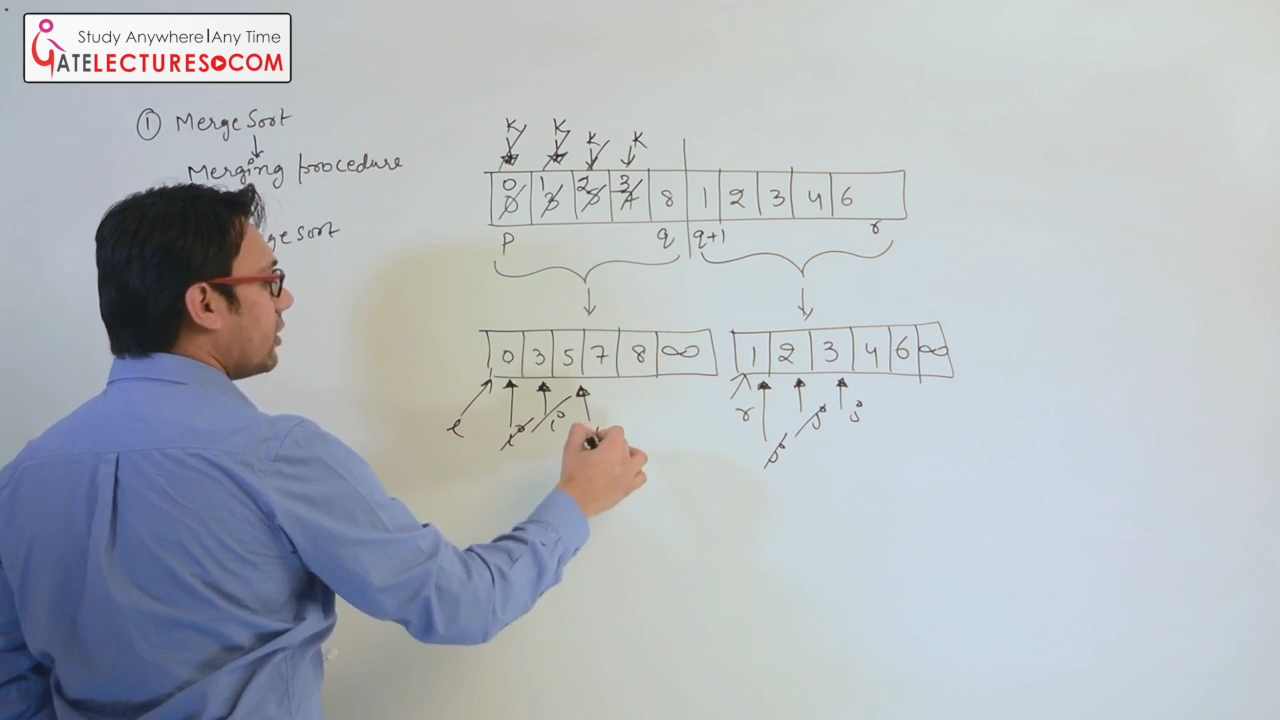 Study Anywhere|Any Time
GATELECTURES.COM
① Merge Sort
Merging procedure
ge Sort
K K K K
0 1 2 3
8 1 2 3 4 6
p q q+1 r
0 3 5 7 8 ∞ 1 2 3 4 6 ∞
l i i r j j j